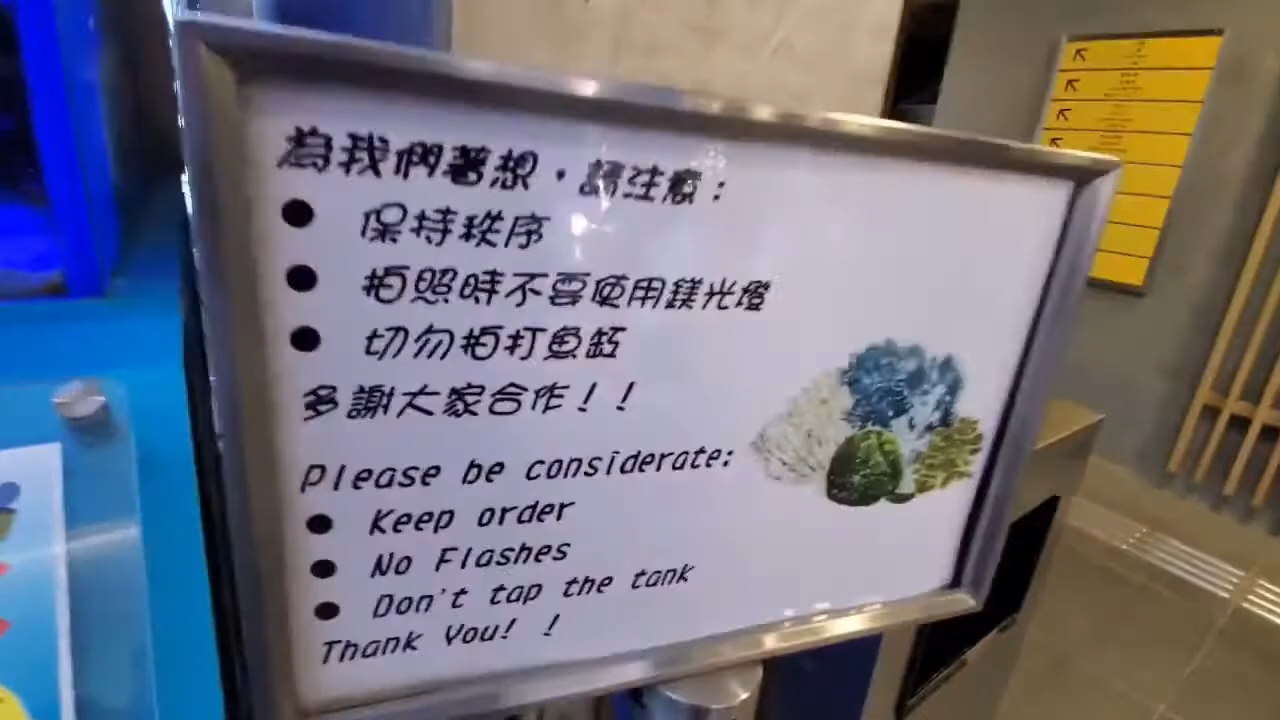 為我們著想，請注意：
● 保持秩序
● 拍照時不要使用鎂光燈
● 切勿拍打魚缸
多謝大家合作！！
Please be considerate:
● Keep order
● No Flashes
● Don't tap the tank
Thank You! !